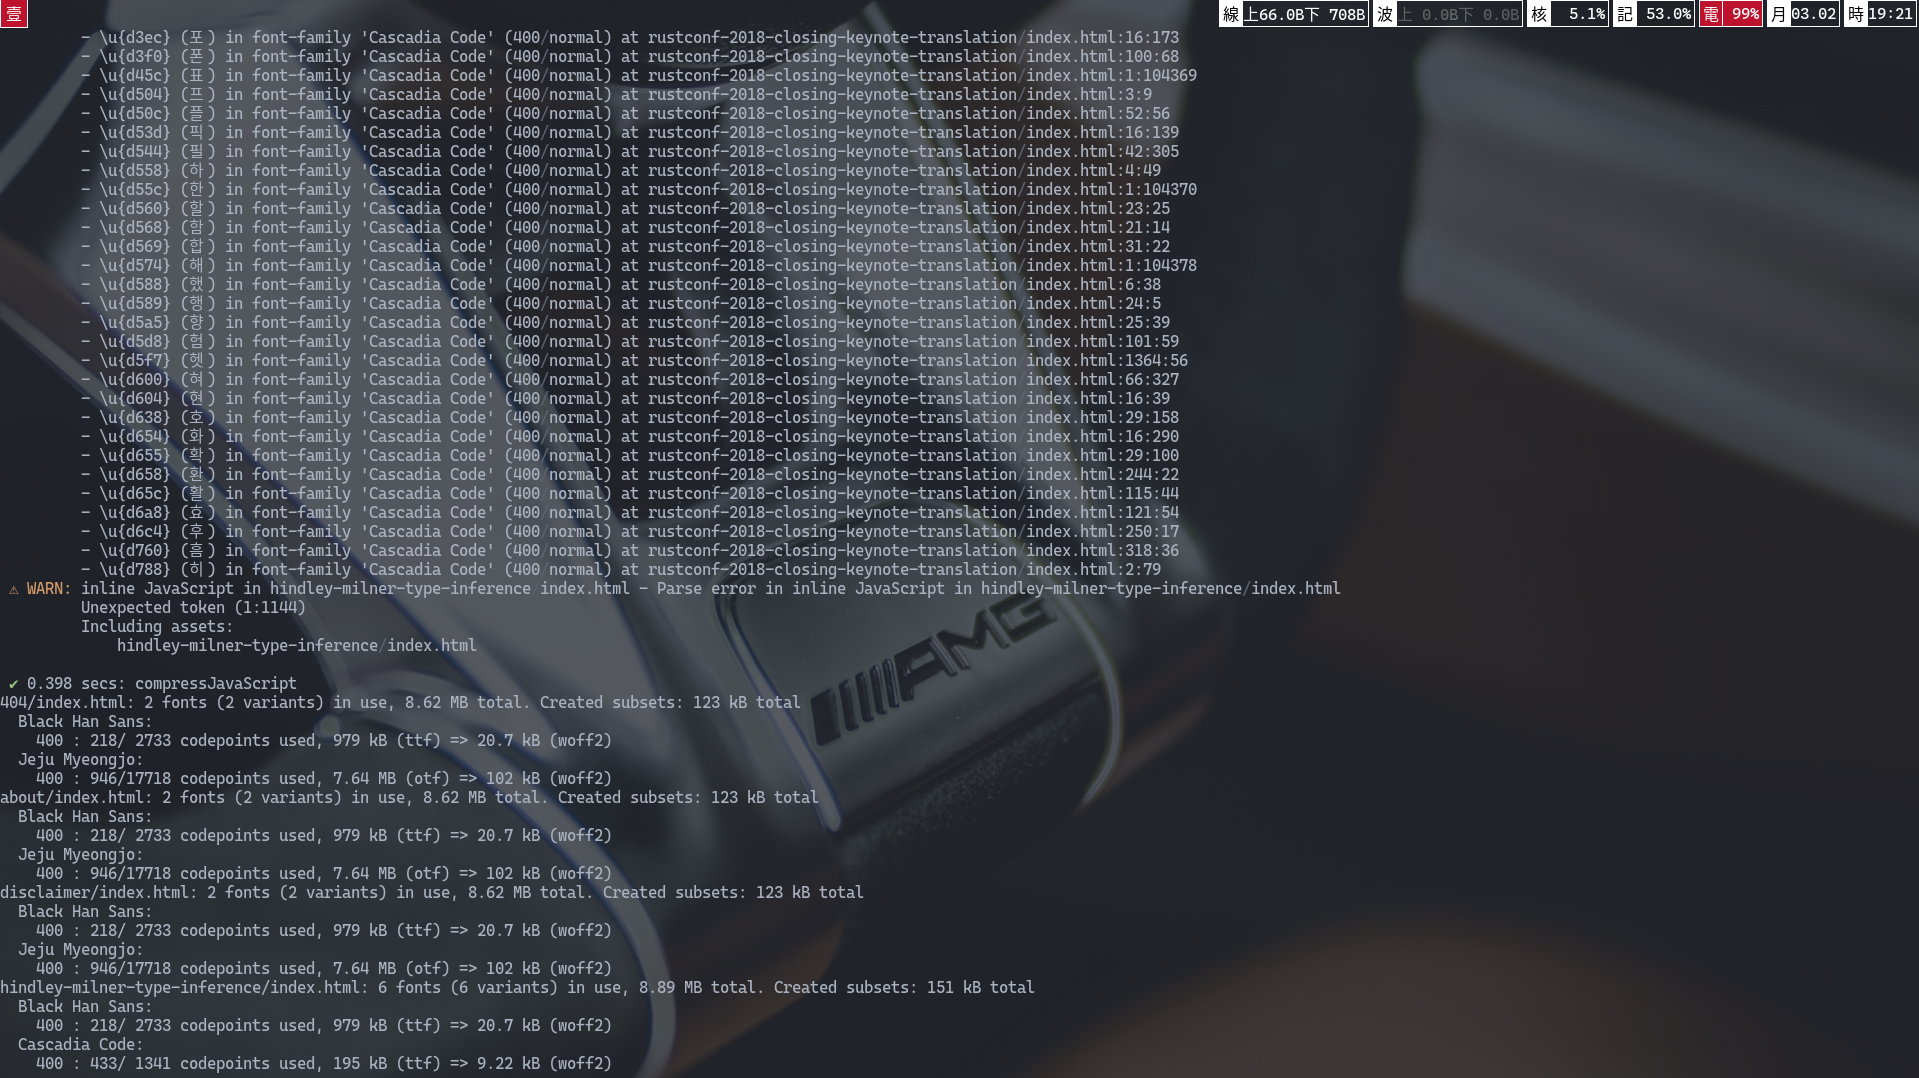 壹 線 上66.0B下 708B 波 上 0.0B下 0.0B 核 5.1% 記 53.0% 電 99% 月 03.02 時 19:21
- \u{d3ec} (포) in font-family 'Cascadia Code' (400/normal) at rustconf-2018-closing-keynote-translation/index.html:16:173
- \u{d3f0} (폰) in font-family 'Cascadia Code' (400/normal) at rustconf-2018-closing-keynote-translation/index.html:100:68
- \u{d45c} (표) in font-family 'Cascadia Code' (400/normal) at rustconf-2018-closing-keynote-translation/index.html:1:104369
- \u{d504} (프) in font-family 'Cascadia Code' (400/normal) at rustconf-2018-closing-keynote-translation/index.html:3:9
- \u{d50c} (플) in font-family 'Cascadia Code' (400/normal) at rustconf-2018-closing-keynote-translation/index.html:52:56
- \u{d53d} (픽) in font-family 'Cascadia Code' (400/normal) at rustconf-2018-closing-keynote-translation/index.html:16:139
- \u{d544} (필) in font-family 'Cascadia Code' (400/normal) at rustconf-2018-closing-keynote-translation/index.html:42:305
- \u{d558} (하) in font-family 'Cascadia Code' (400/normal) at rustconf-2018-closing-keynote-translation/index.html:4:49
- \u{d55c} (한) in font-family 'Cascadia Code' (400/normal) at rustconf-2018-closing-keynote-translation/index.html:1:104370
- \u{d560} (할) in font-family 'Cascadia Code' (400/normal) at rustconf-2018-closing-keynote-translation/index.html:23:25
- \u{d568} (함) in font-family 'Cascadia Code' (400/normal) at rustconf-2018-closing-keynote-translation/index.html:21:14
- \u{d569} (합) in font-family 'Cascadia Code' (400/normal) at rustconf-2018-closing-keynote-translation/index.html:31:22
- \u{d574} (해) in font-family 'Cascadia Code' (400/normal) at rustconf-2018-closing-keynote-translation/index.html:1:104378
- \u{d588} (했) in font-family 'Cascadia Code' (400/normal) at rustconf-2018-closing-keynote-translation/index.html:6:38
- \u{d589} (행) in font-family 'Cascadia Code' (400/normal) at rustconf-2018-closing-keynote-translation/index.html:24:5
- \u{d5a5} (향) in font-family 'Cascadia Code' (400/normal) at rustconf-2018-closing-keynote-translation/index.html:25:39
- \u{d5d8} (험) in font-family 'Cascadia Code' (400/normal) at rustconf-2018-closing-keynote-translation/index.html:101:59
- \u{d5f7} (헷) in font-family 'Cascadia Code' (400/normal) at rustconf-2018-closing-keynote-translation/index.html:1364:56
- \u{d600} (혀) in font-family 'Cascadia Code' (400/normal) at rustconf-2018-closing-keynote-translation/index.html:66:327
- \u{d604} (현) in font-family 'Cascadia Code' (400/normal) at rustconf-2018-closing-keynote-translation/index.html:16:39
- \u{d638} (호) in font-family 'Cascadia Code' (400/normal) at rustconf-2018-closing-keynote-translation/index.html:29:158
- \u{d654} (화) in font-family 'Cascadia Code' (400/normal) at rustconf-2018-closing-keynote-translation/index.html:16:290
- \u{d655} (확) in font-family 'Cascadia Code' (400/normal) at rustconf-2018-closing-keynote-translation/index.html:29:100
- \u{d658} (환) in font-family 'Cascadia Code' (400/normal) at rustconf-2018-closing-keynote-translation/index.html:244:22
- \u{d65c} (활) in font-family 'Cascadia Code' (400/normal) at rustconf-2018-closing-keynote-translation/index.html:115:44
- \u{d6a8} (효) in font-family 'Cascadia Code' (400/normal) at rustconf-2018-closing-keynote-translation/index.html:121:54
- \u{d6c4} (후) in font-family 'Cascadia Code' (400/normal) at rustconf-2018-closing-keynote-translation/index.html:250:17
- \u{d760} (흠) in font-family 'Cascadia Code' (400/normal) at rustconf-2018-closing-keynote-translation/index.html:318:36
- \u{d788} (히) in font-family 'Cascadia Code' (400/normal) at rustconf-2018-closing-keynote-translation/index.html:2:79
⚠ WARN: inline JavaScript in hindley-milner-type-inference/index.html - Parse error in inline JavaScript in hindley-milner-type-inference/index.html
Unexpected token (1:1144)
Including assets:
hindley-milner-type-inference/index.html
✔ 0.398 secs: compressJavaScript
404/index.html: 2 fonts (2 variants) in use, 8.62 MB total. Created subsets: 123 kB total
Black Han Sans:
400 : 218/ 2733 codepoints used, 979 kB (ttf) => 20.7 kB (woff2)
Jeju Myeongjo:
400 : 946/17718 codepoints used, 7.64 MB (otf) => 102 kB (woff2)
about/index.html: 2 fonts (2 variants) in use, 8.62 MB total. Created subsets: 123 kB total
Black Han Sans:
400 : 218/ 2733 codepoints used, 979 kB (ttf) => 20.7 kB (woff2)
Jeju Myeongjo:
400 : 946/17718 codepoints used, 7.64 MB (otf) => 102 kB (woff2)
disclaimer/index.html: 2 fonts (2 variants) in use, 8.62 MB total. Created subsets: 123 kB total
Black Han Sans:
400 : 218/ 2733 codepoints used, 979 kB (ttf) => 20.7 kB (woff2)
Jeju Myeongjo:
400 : 946/17718 codepoints used, 7.64 MB (otf) => 102 kB (woff2)
hindley-milner-type-inference/index.html: 6 fonts (6 variants) in use, 8.89 MB total. Created subsets: 151 kB total
Black Han Sans:
400 : 218/ 2733 codepoints used, 979 kB (ttf) => 20.7 kB (woff2)
Cascadia Code:
400 : 433/ 1341 codepoints used, 195 kB (ttf) => 9.22 kB (woff2)
AMG